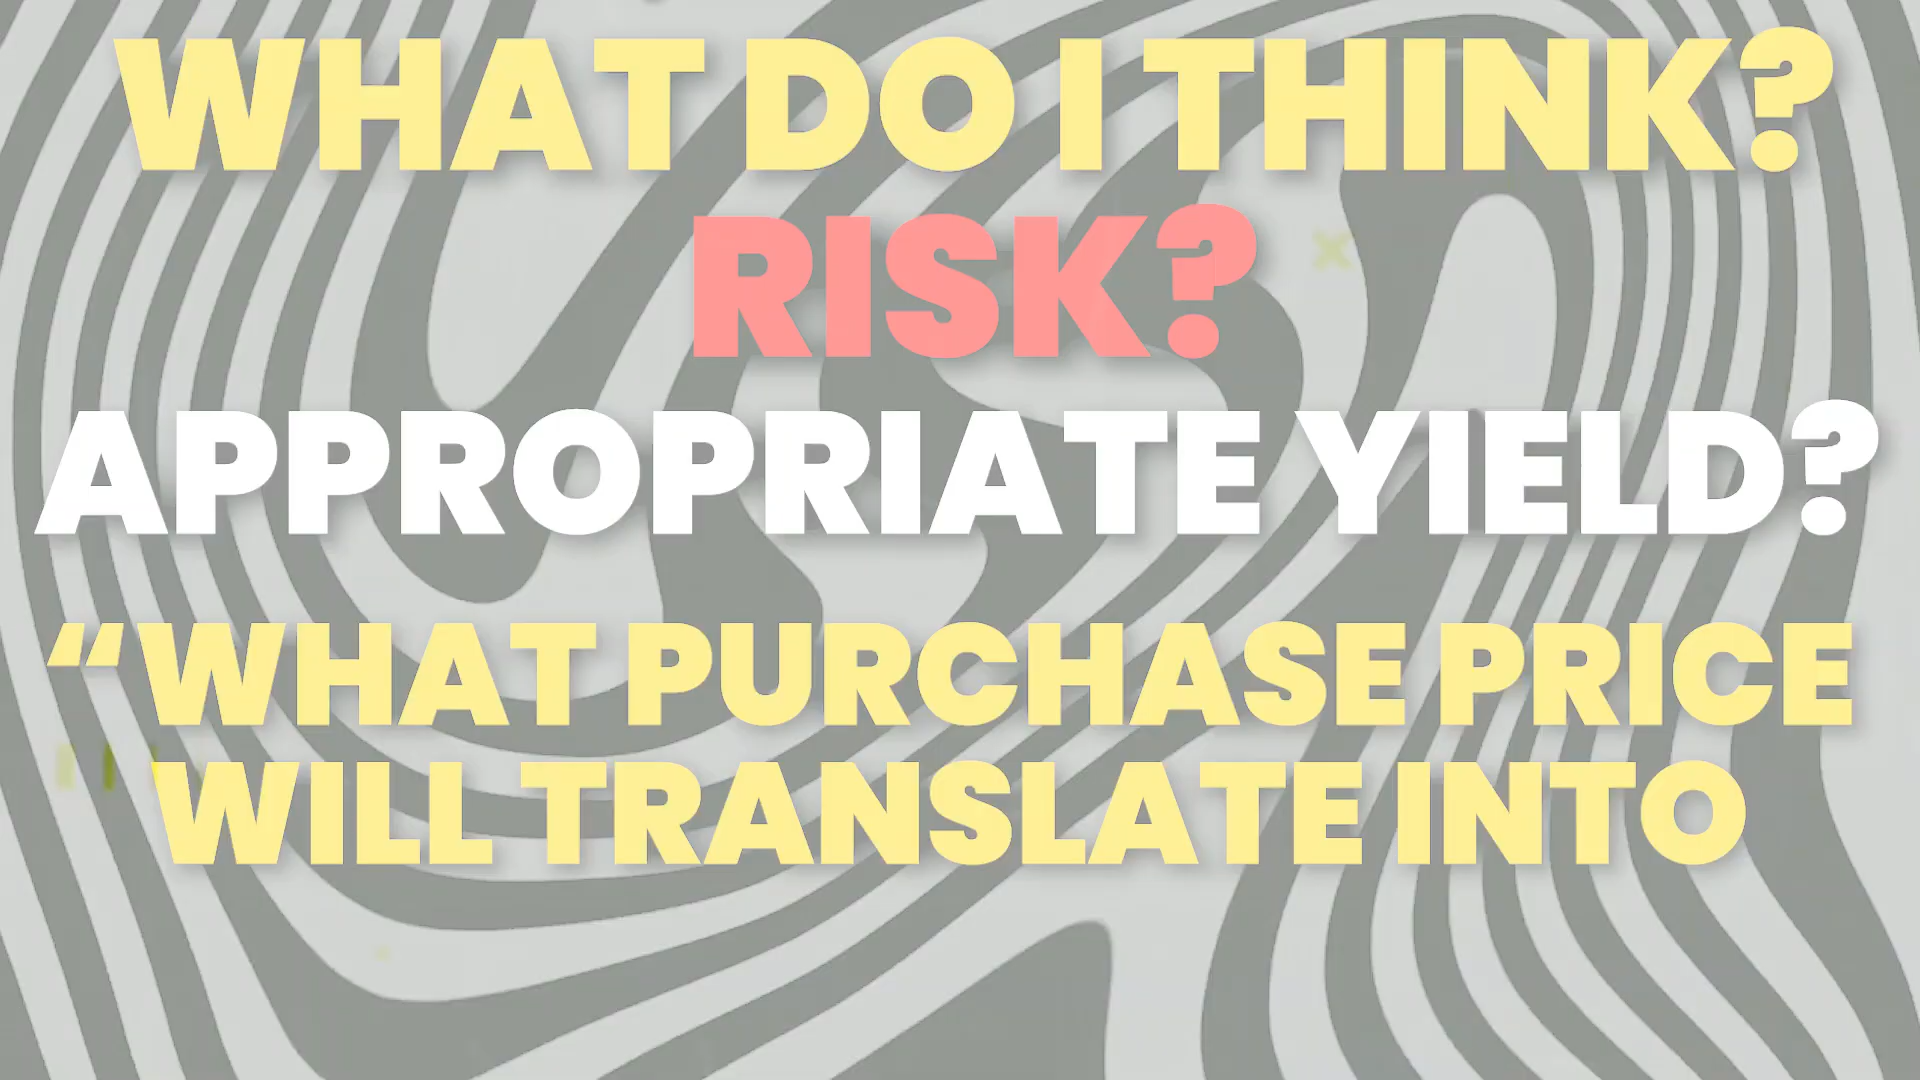 WHAT DO I THINK?
RISK?
APPROPRIATE YIELD?
“WHAT PURCHASE PRICE
WILL TRANSLATE INTO